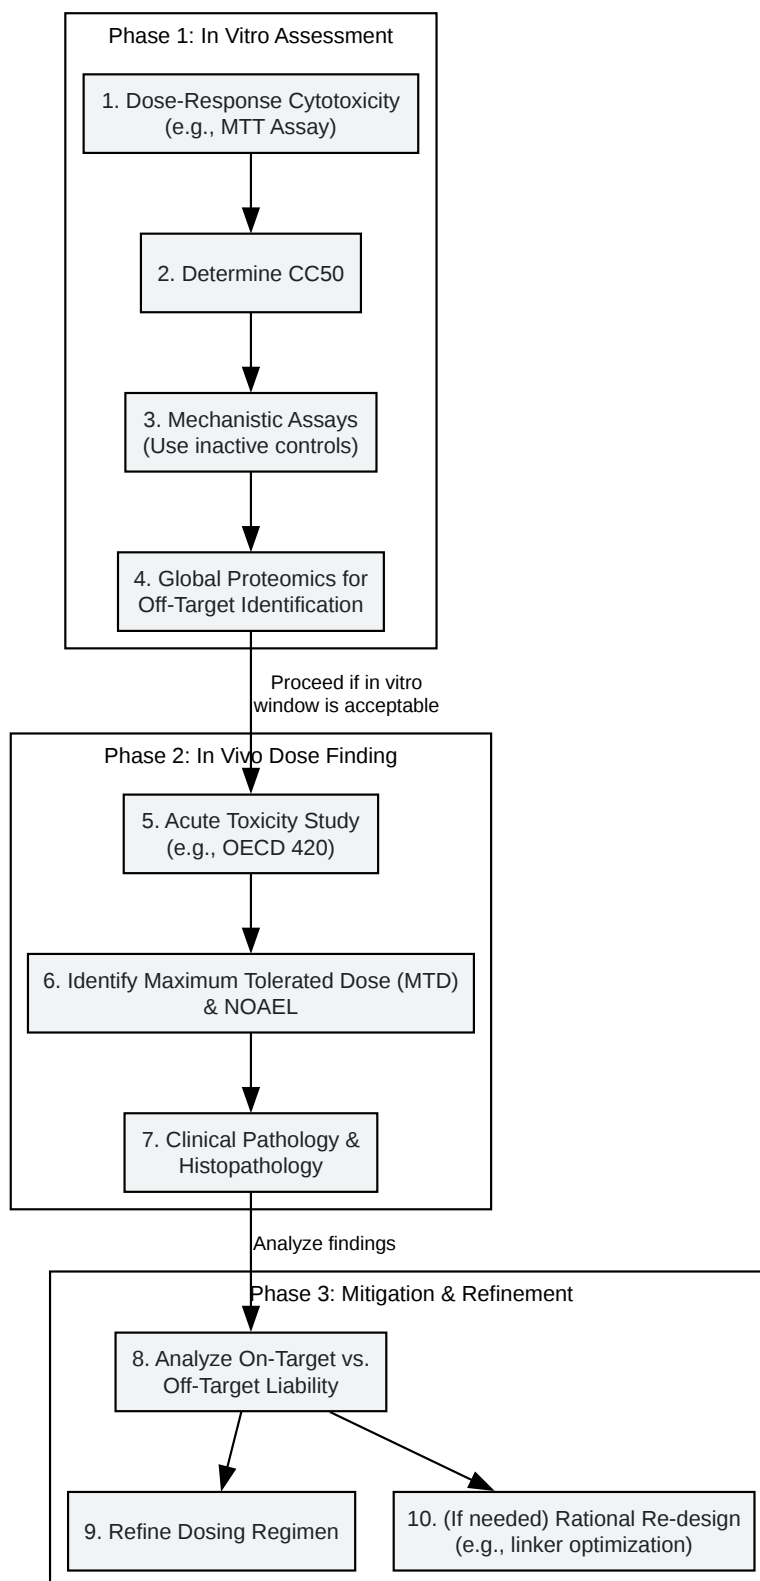 Phase 1: In Vitro Assessment
1. Dose-Response Cytotoxicity
(e.g., MTT Assay)
2. Determine CC50
3. Mechanistic Assays
(Use inactive controls)
4. Global Proteomics for
Off-Target Identification
Proceed if in vitro
window is acceptable
Phase 2: In Vivo Dose Finding
5. Acute Toxicity Study
(e.g., OECD 420)
6. Identify Maximum Tolerated Dose (MTD)
& NOAEL
7. Clinical Pathology &
Histopathology
Analyze findings
Phase 3: Mitigation & Refinement
8. Analyze On-Target vs.
Off-Target Liability
9. Refine Dosing Regimen
10. (If needed) Rational Re-design
(e.g., linker optimization)